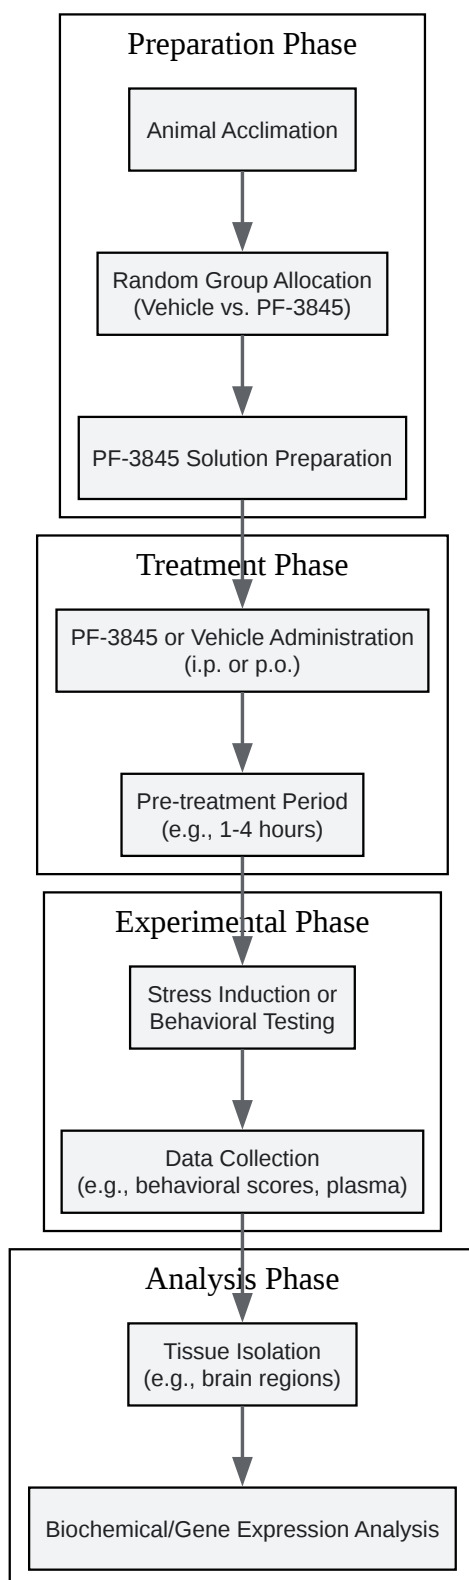 Preparation Phase
Animal Acclimation
Random Group Allocation
(Vehicle vs. PF-3845)
PF-3845 Solution Preparation
Treatment Phase
PF-3845 or Vehicle Administration
(i.p. or p.o.)
Pre-treatment Period
(e.g., 1-4 hours)
Experimental Phase
Stress Induction or
Behavioral Testing
Data Collection
(e.g., behavioral scores, plasma)
Analysis Phase
Tissue Isolation
(e.g., brain regions)
Biochemical/Gene Expression Analysis